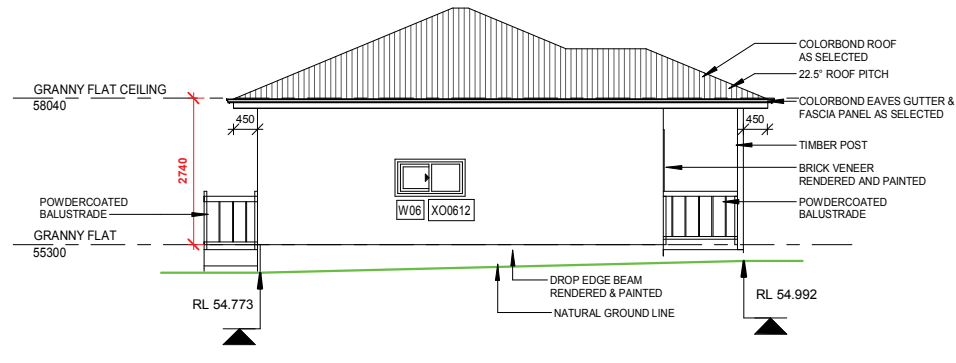 COLORBOND ROOF
AS SELECTED
22.5° ROOF PITCH
GRANNY FLAT CEILING
58040
COLORBOND EAVES GUTTER &
FASCIA PANEL AS SELECTED
450
450
TIMBER POST
2740
BRICK VENEER
RENDERED AND PAINTED
W06
XO0612
POWDERCOATED
BALUSTRADE
POWDERCOATED
BALUSTRADE
GRANNY FLAT
55300
DROP EDGE BEAM
RENDERED & PAINTED
RL 54.773
RL 54.992
NATURAL GROUND LINE